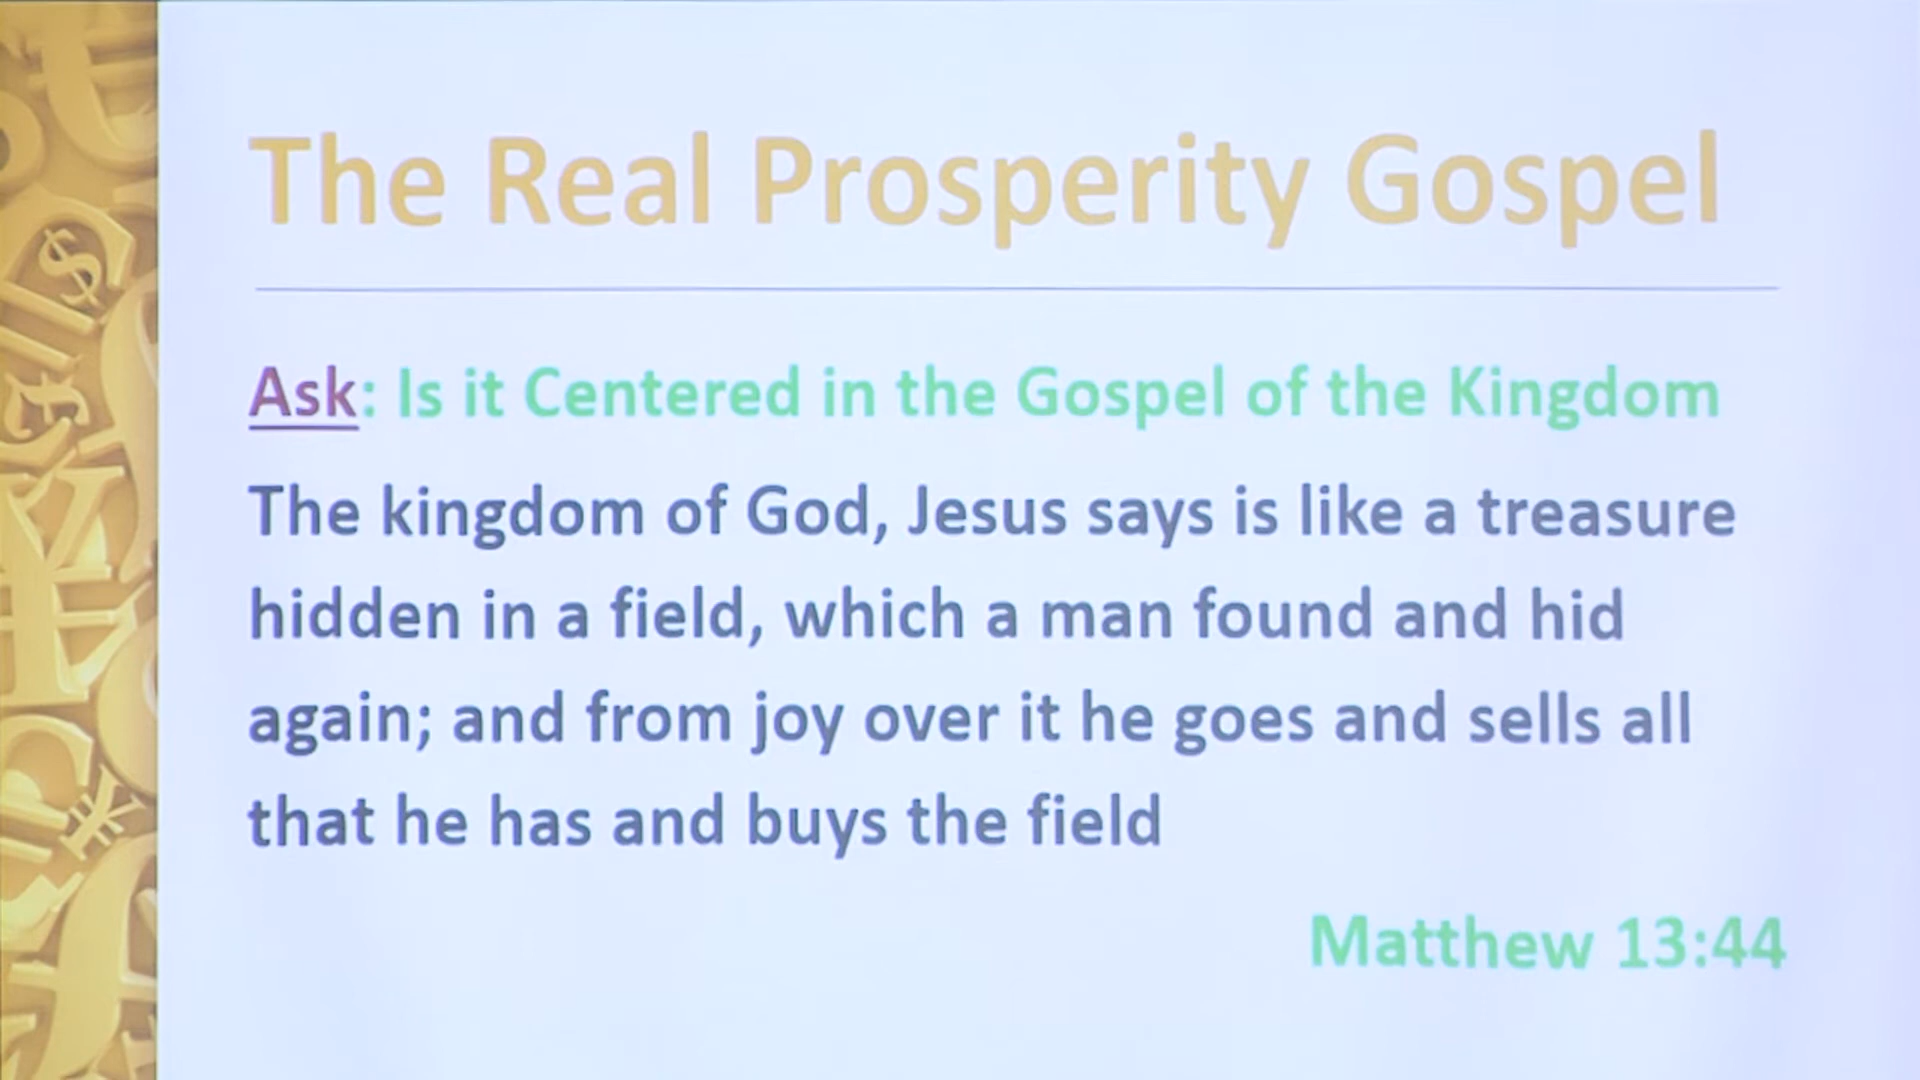 The Real Prosperity Gospel
Ask: Is it Centered in the Gospel of the Kingdom
The kingdom of God, Jesus says is like a treasure
hidden in a field, which a man found and hid
again; and from joy over it he goes and sells all
that he has and buys the field
Matthew 13:44